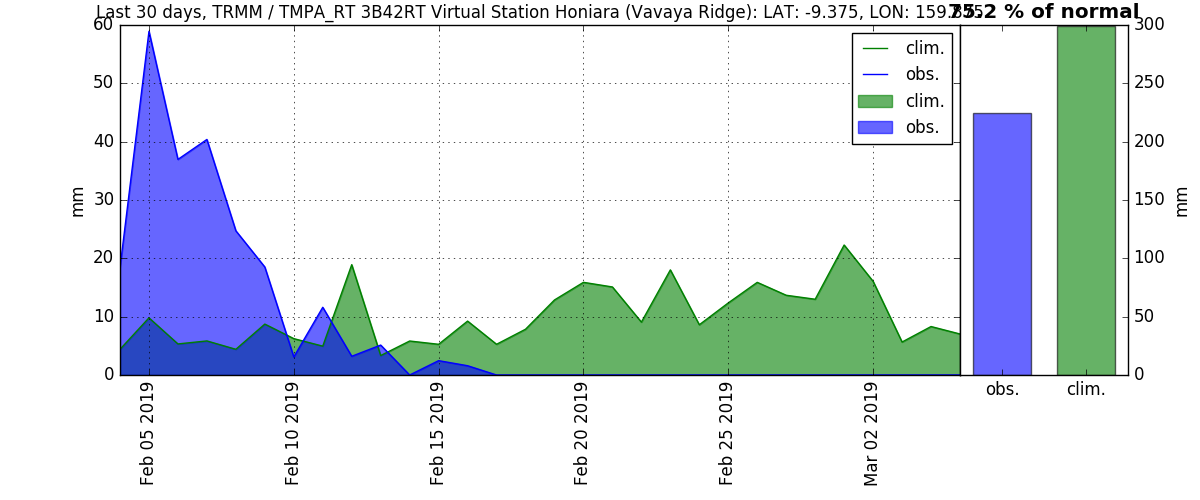 Last 30 days, TRMM / TMPA_RT 3B42RT Virtual Station Honiara (Vavaya Ridge): LAT: -9.375, LON:
75.2 % of normal
60
50
40
30
20
10
0
mm
clim.
obs.
clim.
obs.
Feb 05 2019
Feb 10 2019
Feb 15 2019
Feb 20 2019
Feb 25 2019
Mar 02 2019
300
250
200
150
100
50
0
mm
obs.
clim.